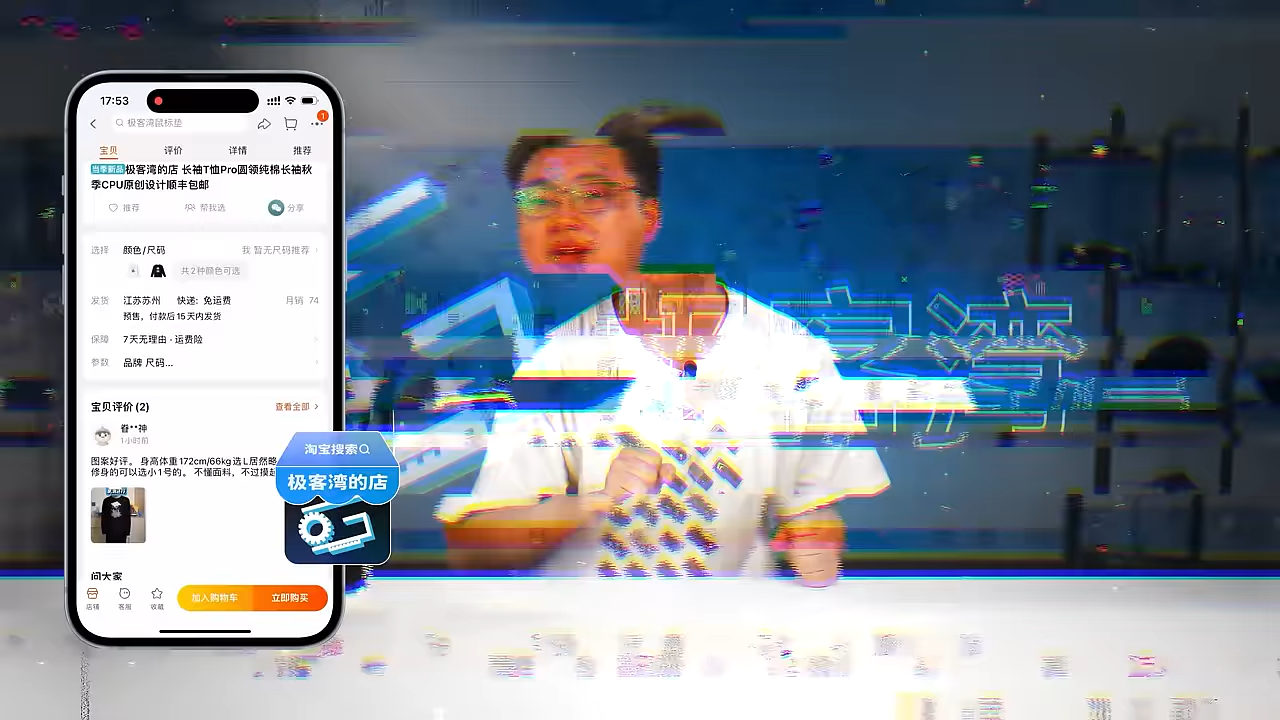 17:53
极客湾鼠标垫
1
宝贝
评价
详情
推荐
当季新品 极客湾的店 长袖T恤Pro圆领纯棉长袖秋
季CPU原创设计顺丰包邮
推荐
帮我选
分享
选择
颜色/尺码
我 暂无尺码推荐
共2种颜色可选
发货
江苏苏州
快递: 免运费
月销 74
预售，付款后15天内发货
保障
7天无理由 · 运费险
参数
品牌 尺码...
宝贝评价 (2)
查看全部
眷**神
1小时前
图案好评。身高体重172cm/66kg选L居然略
修身的可以选小1号的。不懂面料，不过摸起
问大家
店铺
客服
收藏
加入购物车
立即购买
淘宝搜索
极客湾的店
湾